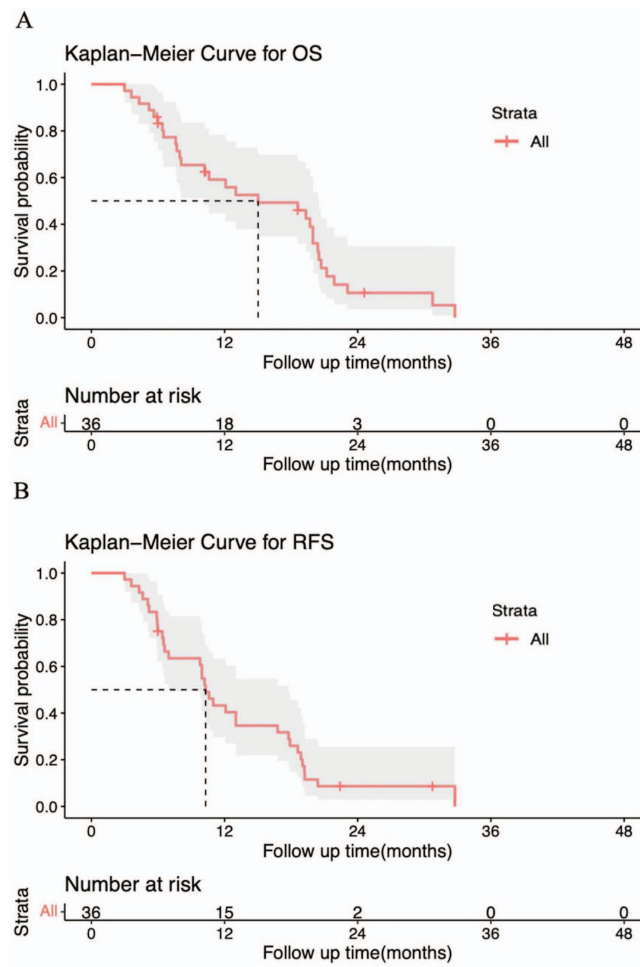 A
Kaplan−Meier Curve for OS
Survival probability
1.0
0.8
0.6
0.4
0.2
0.0
Strata
All
0 12 24 36 48
Follow up time(months)
Number at risk
Strata
All 36 18 3 0 0
0 12 24 36 48
Follow up time(months)
B
Kaplan−Meier Curve for RFS
Survival probability
1.0
0.8
0.6
0.4
0.2
0.0
Strata
All
0 12 24 36 48
Follow up time(months)
Number at risk
Strata
All 36 15 2 0 0
0 12 24 36 48
Follow up time(months)